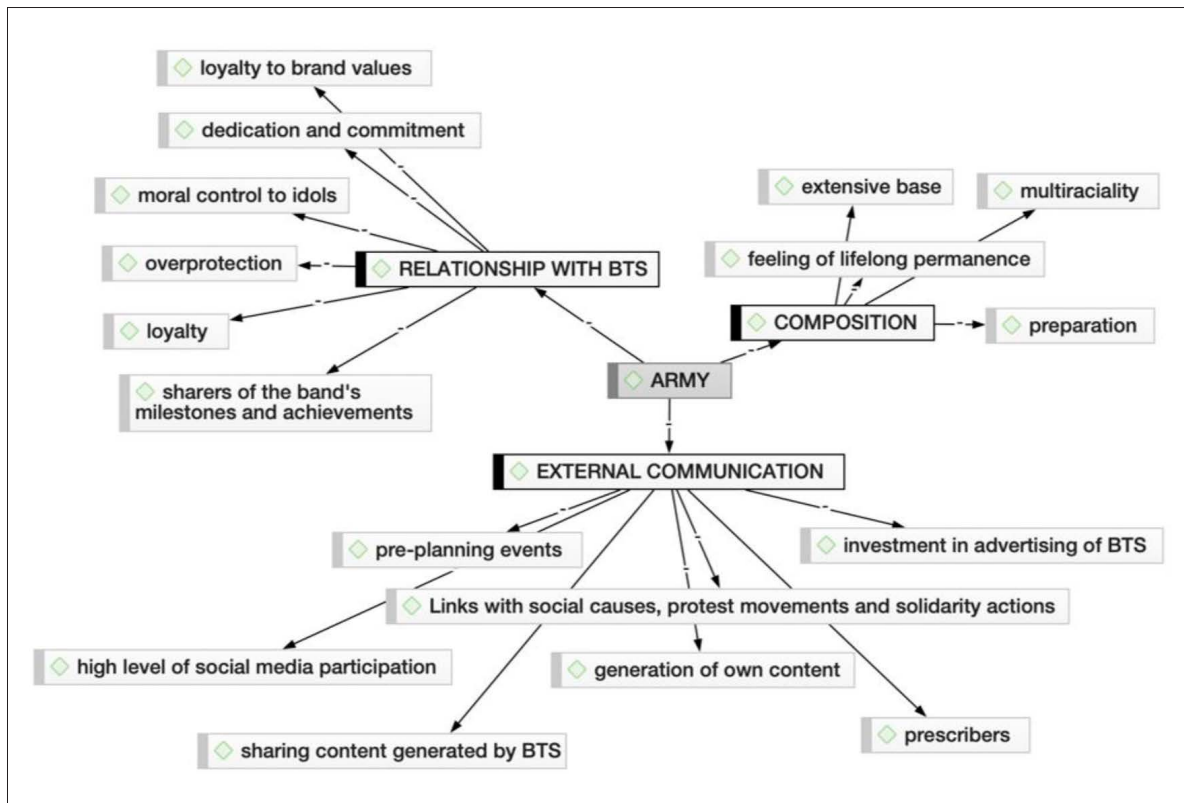 loyalty to brand values
dedication and commitment
moral control to idols
overprotection
RELATIONSHIP WITH BTS
loyalty
sharers of the band's
milestones and achievements
extensive base
multiraciality
feeling of lifelong permanence
COMPOSITION
preparation
ARMY
EXTERNAL COMMUNICATION
pre-planning events
investment in advertising of BTS
Links with social causes, protest movements and solidarity actions
high level of social media participation
generation of own content
sharing content generated by BTS
prescribers